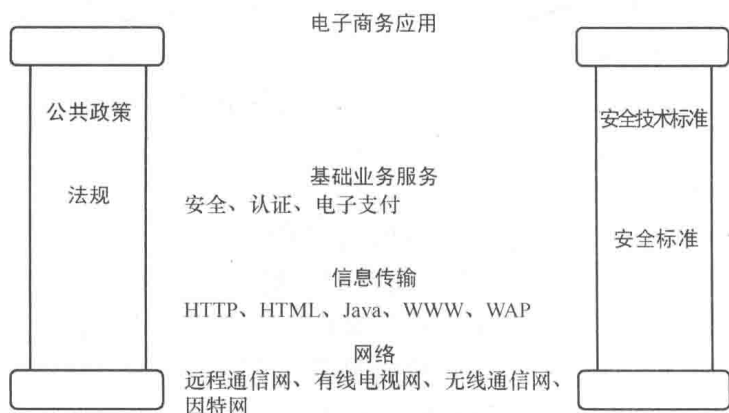 电子商务应用
公共政策
法规
安全技术标准
安全标准
基础业务服务
安全、认证、电子支付
信息传输
HTTP、HTML、Java、WWW、WAP
网络
远程通信网、有线电视网、无线通信网、
因特网